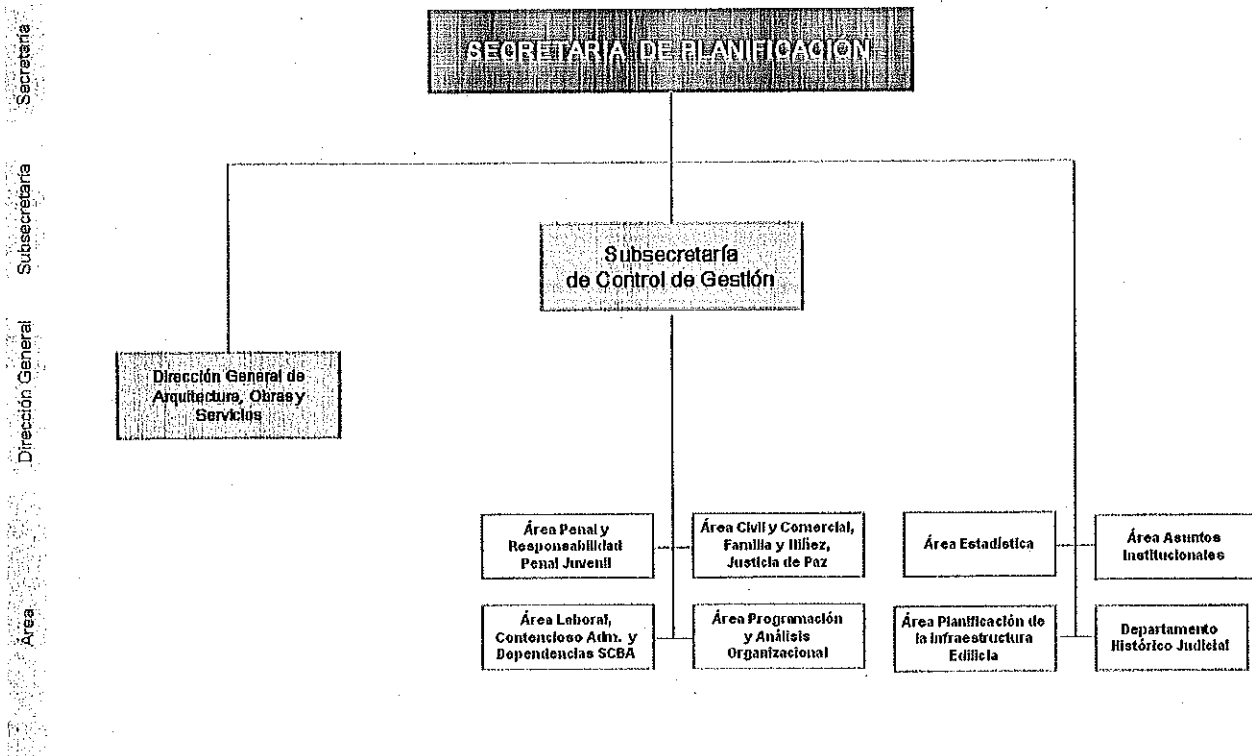 Secretaría
SECRETARÍA DE PLANIFICACIÓN
Subsecretaría
Subsecretaría
de Control de Gestión
Dirección General
Dirección General de
Arquitectura, Obras y
Servicios
Área
Área Penal y
Responsabilidad
Penal Juvenil
Área Civil y Comercial,
Familia y Niñez,
Justicia de Paz
Área Estadística
Área Asuntos
Institucionales
Área Laboral,
Contencioso Adm. y
Dependencias SCBA
Área Programación
y Análisis
Organizacional
Área Planificación de
la Infraestructura
Edilicia
Departamento
Histórico Judicial